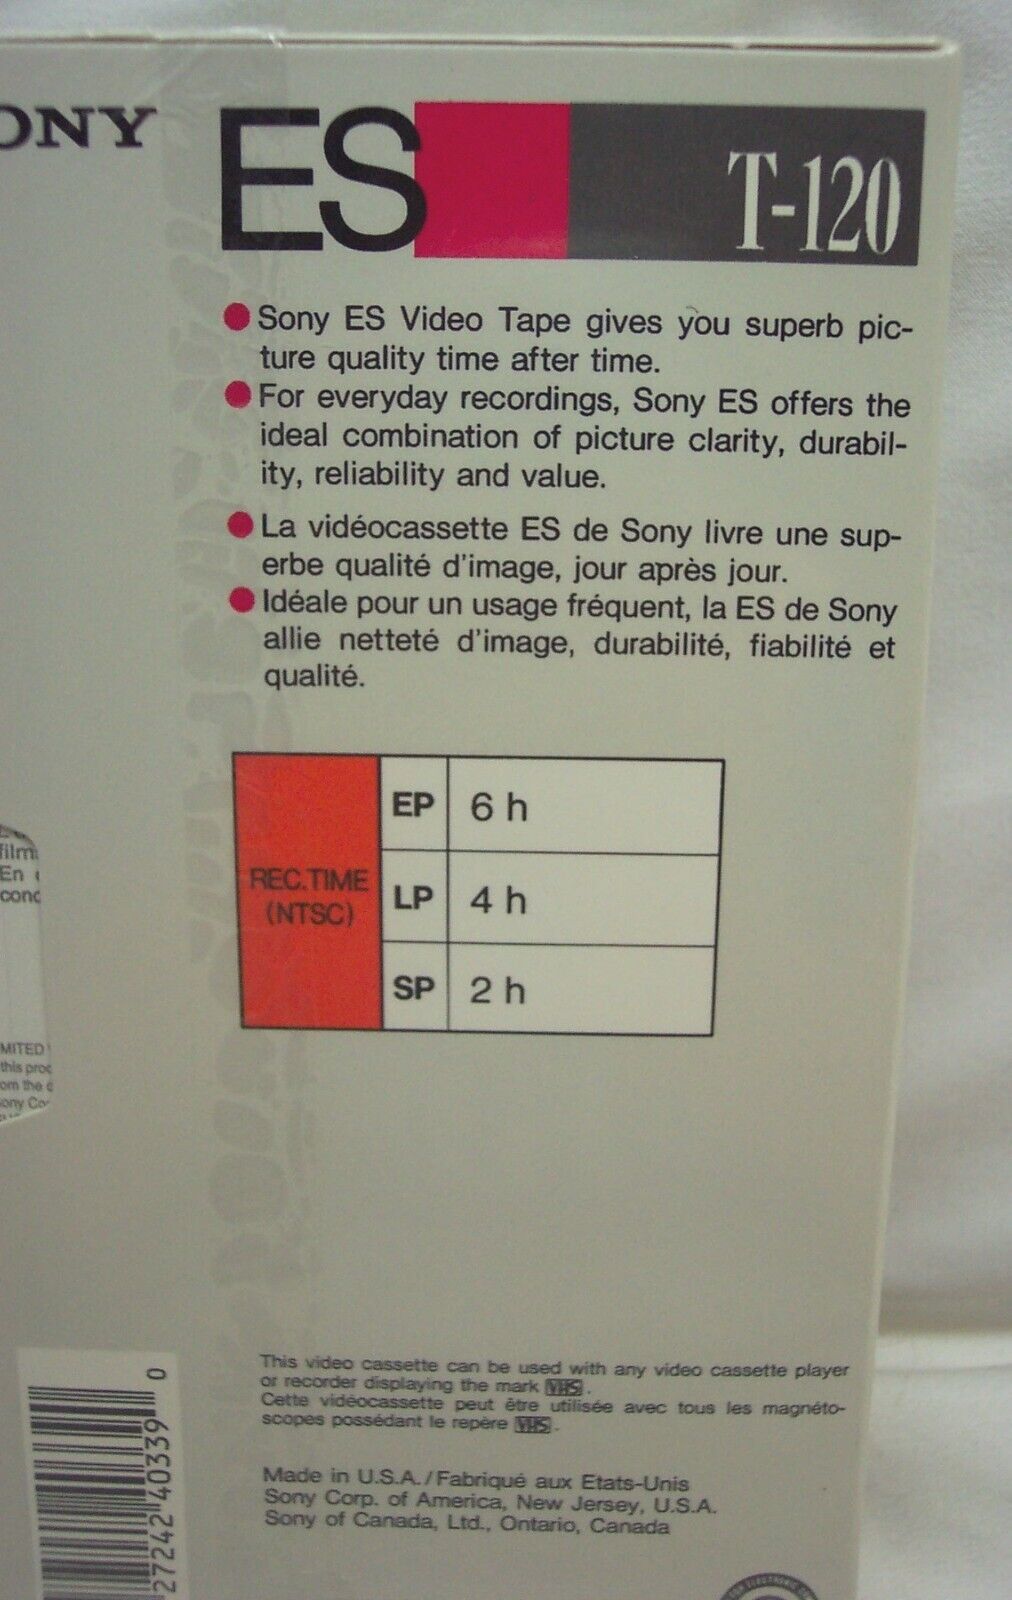 ES T-120
Sony ES Video Tape gives you superb pic-
ture quality time after time.
For everyday recordings, Sony ES offers the
ideal combination of picture clarity, durabil-
ity, reliability and value.
La vidéocassette ES de Sony livre une sup-
erbe qualité d'image, jour après jour.
Idéale pour un usage fréquent, la ES de Sony
allie netteté d'image, durabilité, fiabilité et
qualité.
REC.TIME
(NTSC)
EP 6 h
LP 4 h
SP 2 h
film
En
this
om the
This video cassette can be used with any video cassette player
or recorder displaying the mark VHS.
Cette vidéocassette peut être utilisée avec tous les magnéto-
scopes possédant le repère VHS.
Made in U.S.A./Fabriqué aux Etats-Unis
Sony Corp. of America, New Jersey, U.S.A.
Sony of Canada, Ltd., Ontario, Canada
27242 40339 0